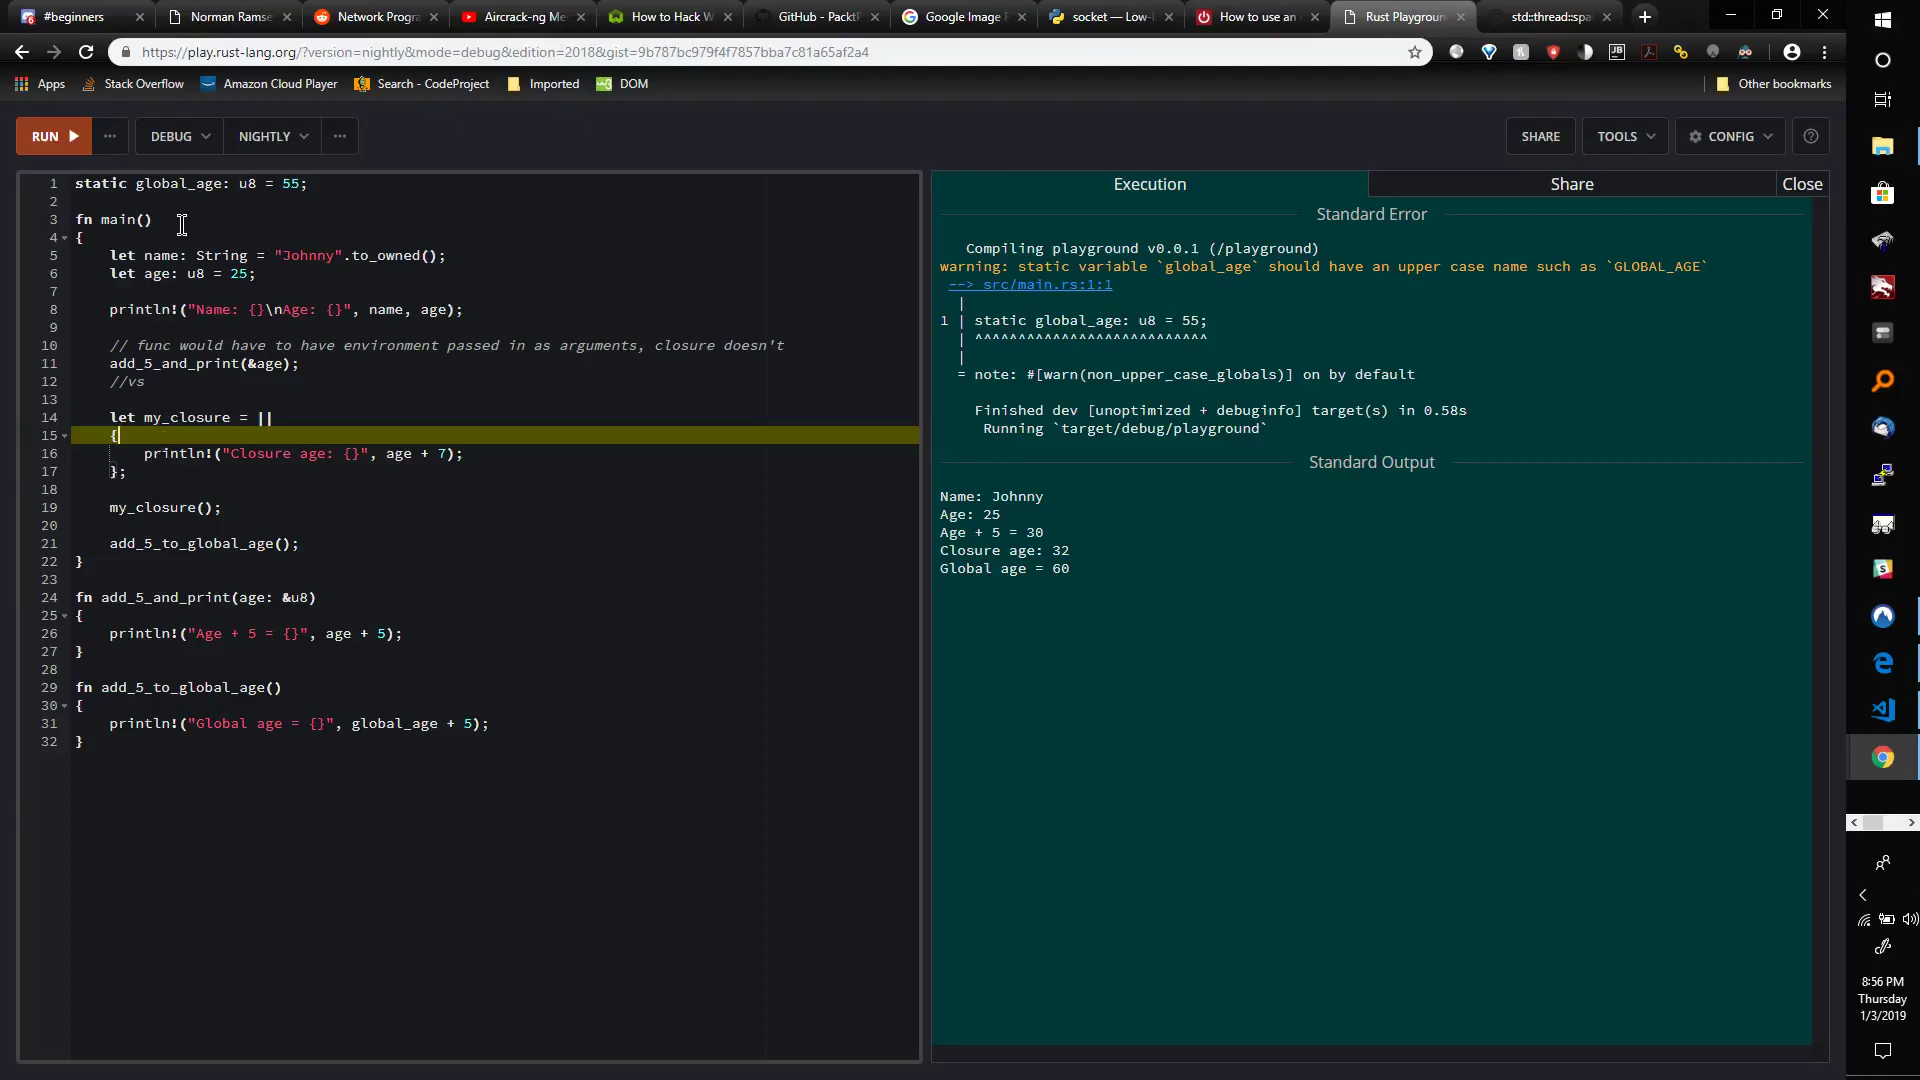 #beginners
Norman Ramse
Network Progra
Aircrack-ng Me
How to Hack W
GitHub - PacktP
Google Image F
socket — Low-l
How to use an
Rust Playground
std::thread::spa
https://play.rust-lang.org/?version=nightly&mode=debug&edition=2018&gist=9b787bc979f4f7857bba7c81a65af2a4
Apps
Stack Overflow
Amazon Cloud Player
Search - CodeProject
Imported
DOM
Other bookmarks
RUN
DEBUG
NIGHTLY
SHARE
TOOLS
CONFIG
1 static global_age: u8 = 55;
2
3 fn main()
4 {
5     let name: String = "Johnny".to_owned();
6     let age: u8 = 25;
7
8     println!("Name: {}\nAge: {}", name, age);
9
10     // func would have to have environment passed in as arguments, closure doesn't
11     add_5_and_print(&age);
12     //vs
13
14     let my_closure = ||
15     {
16         println!("Closure age: {}", age + 7);
17     };
18
19     my_closure();
20
21     add_5_to_global_age();
22 }
23
24 fn add_5_and_print(age: &u8)
25 {
26     println!("Age + 5 = {}", age + 5);
27 }
28
29 fn add_5_to_global_age()
30 {
31     println!("Global age = {}", global_age + 5);
32 }
Execution
Share
Close
Standard Error
Compiling playground v0.0.1 (/playground)
warning: static variable `global_age` should have an upper case name such as `GLOBAL_AGE`
--> src/main.rs:1:1
|
1 | static global_age: u8 = 55;
| ^^^^^^^^^^^^^^^^^^^^^^^^^^^
|
= note: #[warn(non_upper_case_globals)] on by default
Finished dev [unoptimized + debuginfo] target(s) in 0.58s
Running `target/debug/playground`
Standard Output
Name: Johnny
Age: 25
Age + 5 = 30
Closure age: 32
Global age = 60
8:56 PM
Thursday
1/3/2019